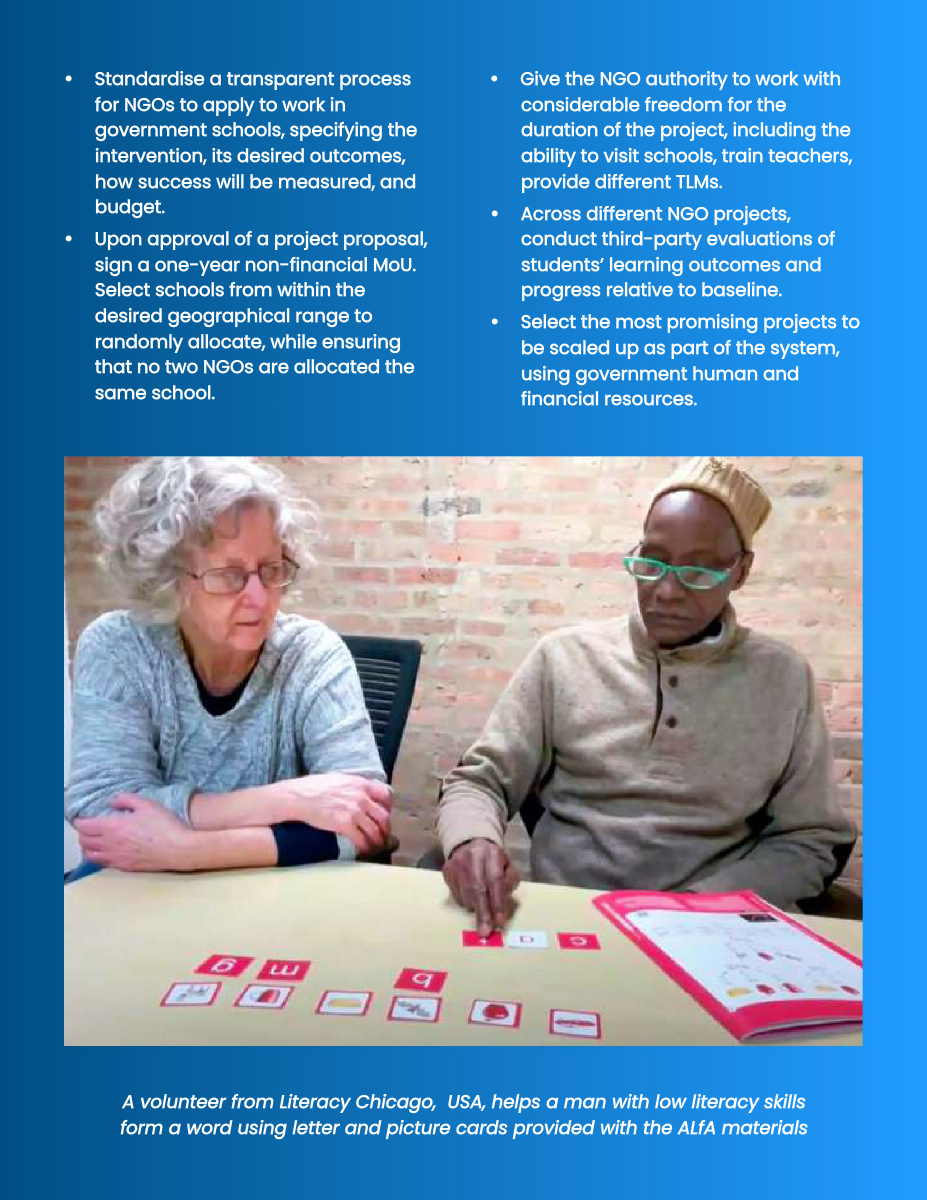 • Standardise a transparent process
for NGOs to apply to work in
government schools, specifying the
intervention, its desired outcomes,
how success will be measured, and
budget.
• Upon approval of a project proposal,
sign a one-year non-financial MoU.
Select schools from within the
desired geographical range to
randomly allocate, while ensuring
that no two NGOs are allocated the
same school.
• Give the NGO authority to work with
considerable freedom for the
duration of the project, including the
ability to visit schools, train teachers,
provide different TLMs.
• Across different NGO projects,
conduct third-party evaluations of
students’ learning outcomes and
progress relative to baseline.
• Select the most promising projects to
be scaled up as part of the system,
using government human and
financial resources.
a c
g m b
A volunteer from Literacy Chicago, USA, helps a man with low literacy skills
form a word using letter and picture cards provided with the ALfA materials